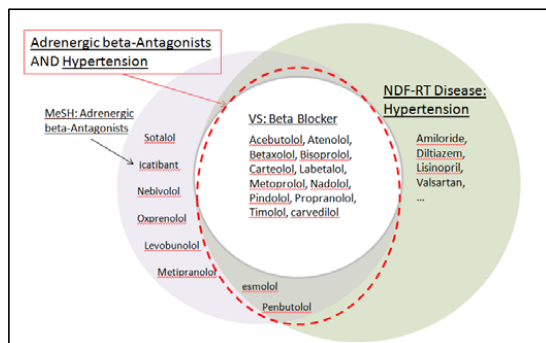 Adrenergic beta-Antagonists
AND Hypertension
MeSH: Adrenergic
beta-Antagonists
Sotalol
icatibant
Nebivolol
Oxprenolol
Levobunolol
Metipranolol
VS: Beta Blocker
Acebutolol, Atenolol,
Betaxolol, Bisoprolol,
Carteolol, Labetalol,
Metoprolol, Nadolol,
Pindolol, Propranolol,
Timolol, carvedilol
esmolol
Penbutolol
NDF-RT Disease:
Hypertension
Amiloride,
Diltiazem,
Lisinopril,
Valsartan,
...